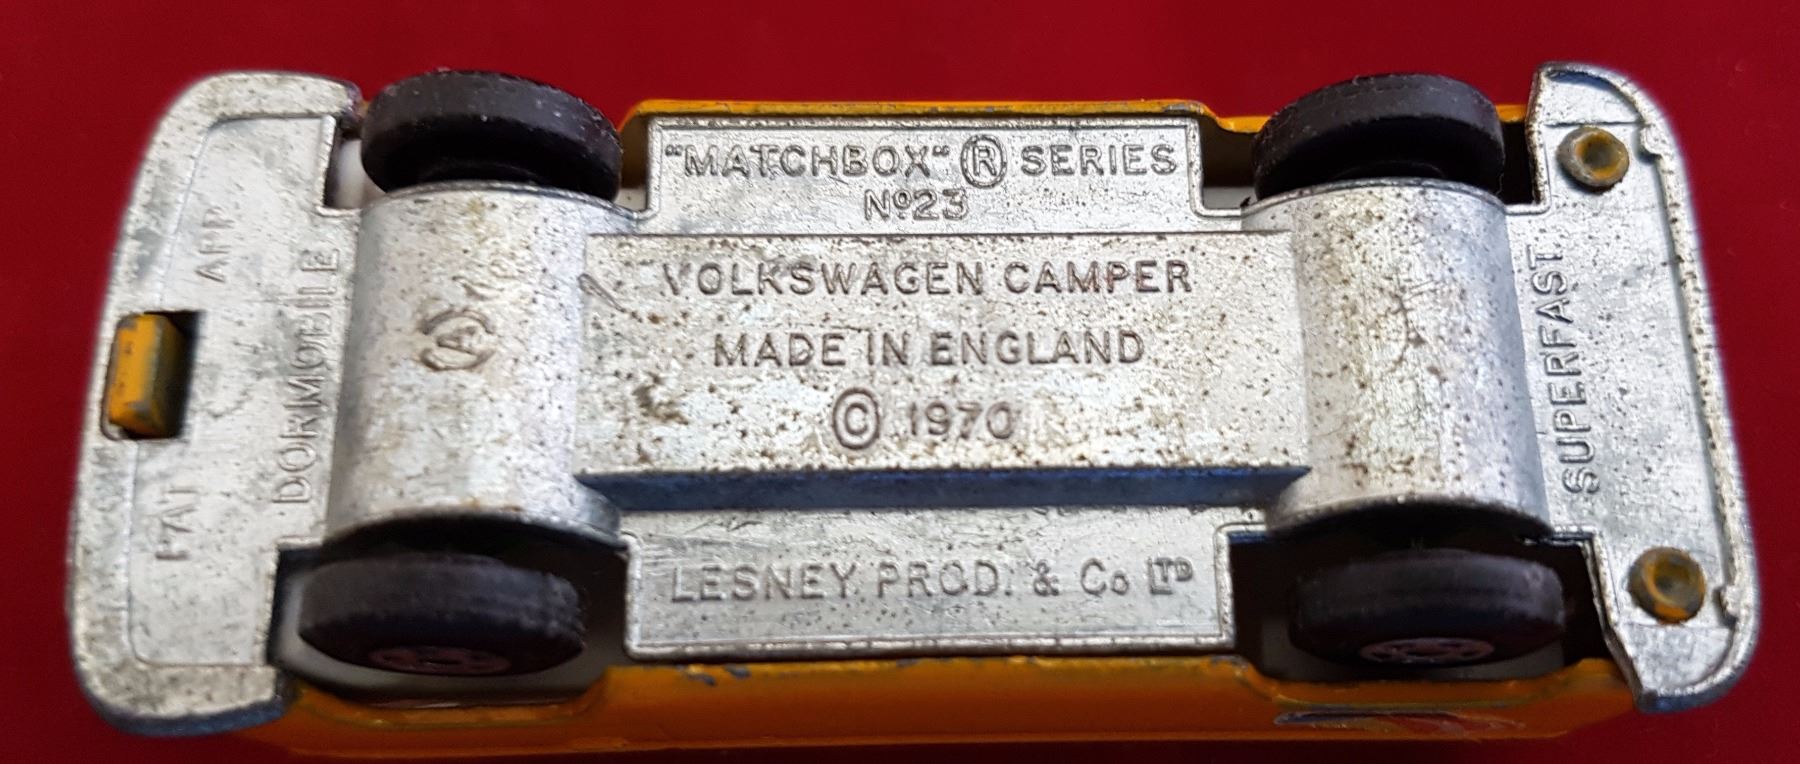 "MATCHBOX" ® SERIES
Nº23
VOLKSWAGEN CAMPER
MADE IN ENGLAND
© 1970
LESNEY. PROD. & Co LTD
DORMOBILE
PAT APP
SUPERFAST
(A)